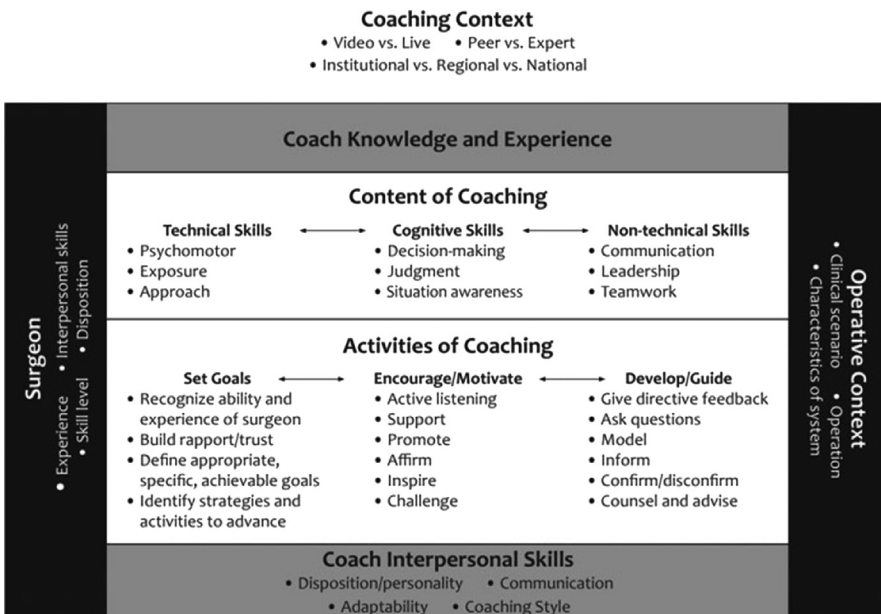 Coaching Context
• Video vs. Live • Peer vs. Expert
• Institutional vs. Regional vs. National
Surgeon
• Experience • Interpersonal skills
• Skill level • Disposition
Coach Knowledge and Experience
Content of Coaching
Technical Skills
• Psychomotor
• Exposure
• Approach
Cognitive Skills
• Decision-making
• Judgment
• Situation awareness
Non-technical Skills
• Communication
• Leadership
• Teamwork
Activities of Coaching
Set Goals
• Recognize ability and
experience of surgeon
• Build rapport/trust
• Define appropriate,
specific, achievable goals
• Identify strategies and
activities to advance
Encourage/Motivate
• Active listening
• Support
• Promote
• Affirm
• Inspire
• Challenge
Develop/Guide
• Give directive feedback
• Ask questions
• Model
• Inform
• Confirm/disconfirm
• Counsel and advise
Coach Interpersonal Skills
• Disposition/personality • Communication
• Adaptability • Coaching Style
Operative Context
• Clinical scenario • Operation
• Characteristics of system